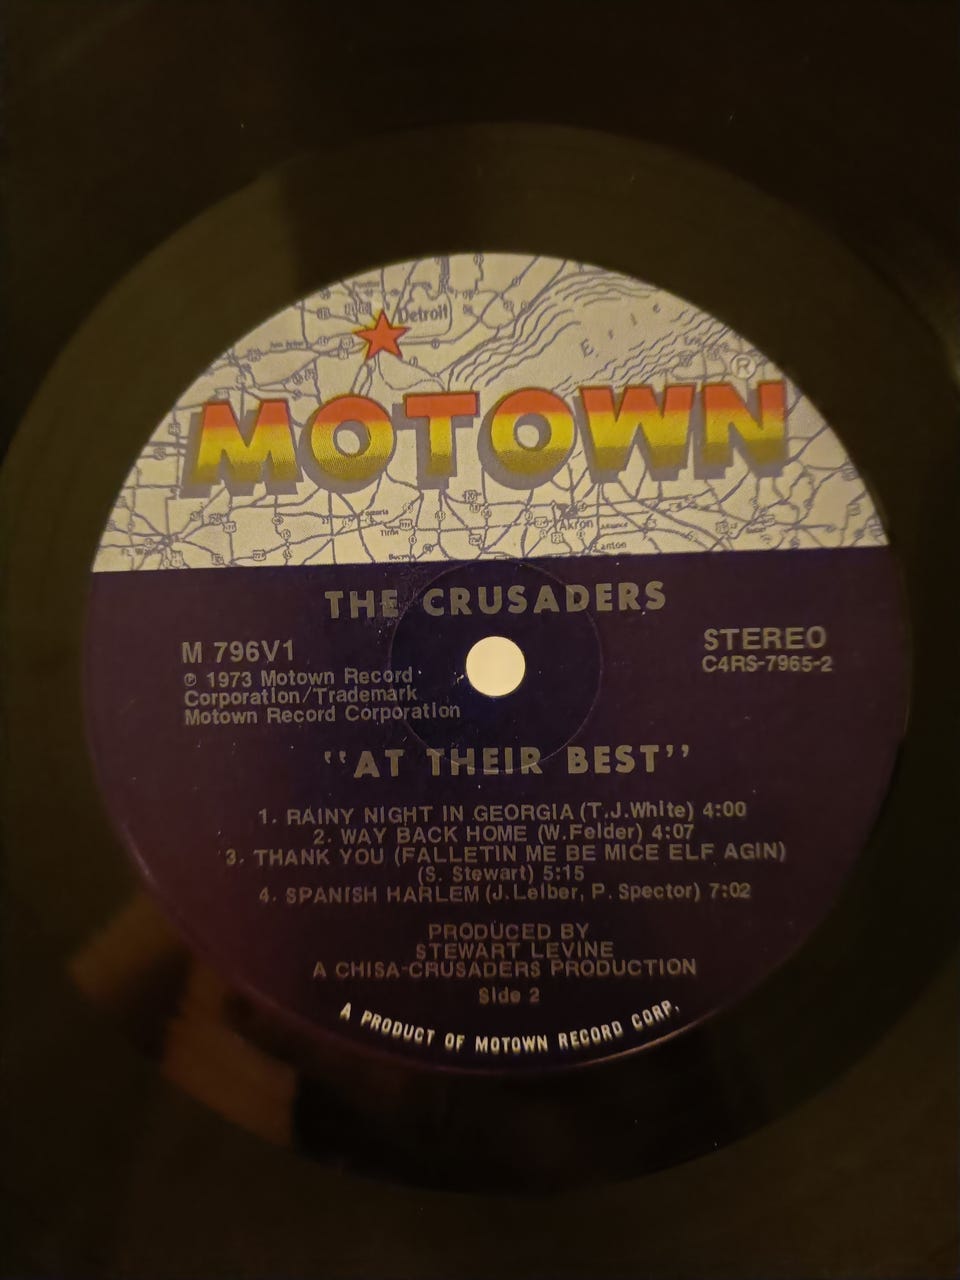 Detroit
Erie
®
MOTOWN
Akron
Tiffin
THE CRUSADERS
M 796V1
℗ 1973 Motown Record
Corporation/Trademark
Motown Record Corporation
STEREO
C4RS-7965-2
"AT THEIR BEST"
1. RAINY NIGHT IN GEORGIA (T.J.White) 4:00
2. WAY BACK HOME (W.Felder) 4:07
3. THANK YOU (FALLETIN ME BE MICE ELF AGIN)
(S. Stewart) 5:15
4. SPANISH HARLEM (J.Leiber, P. Spector) 7:02
PRODUCED BY
STEWART LEVINE
A CHISA-CRUSADERS PRODUCTION
Side 2
A PRODUCT OF MOTOWN RECORD CORP.